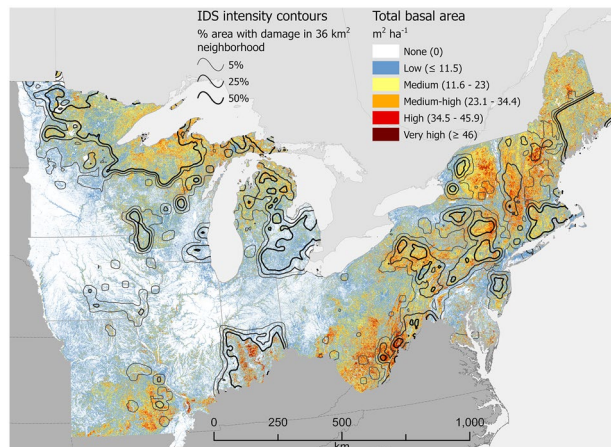 IDS intensity contours
% area with damage in 36 km²
neighborhood
5%
25%
50%
Total basal area
m² ha⁻¹
None (0)
Low (≤ 11.5)
Medium (11.6 - 23)
Medium-high (23.1 - 34.4)
High (34.5 - 45.9)
Very high (≥ 46)
0 250 500 1,000
km